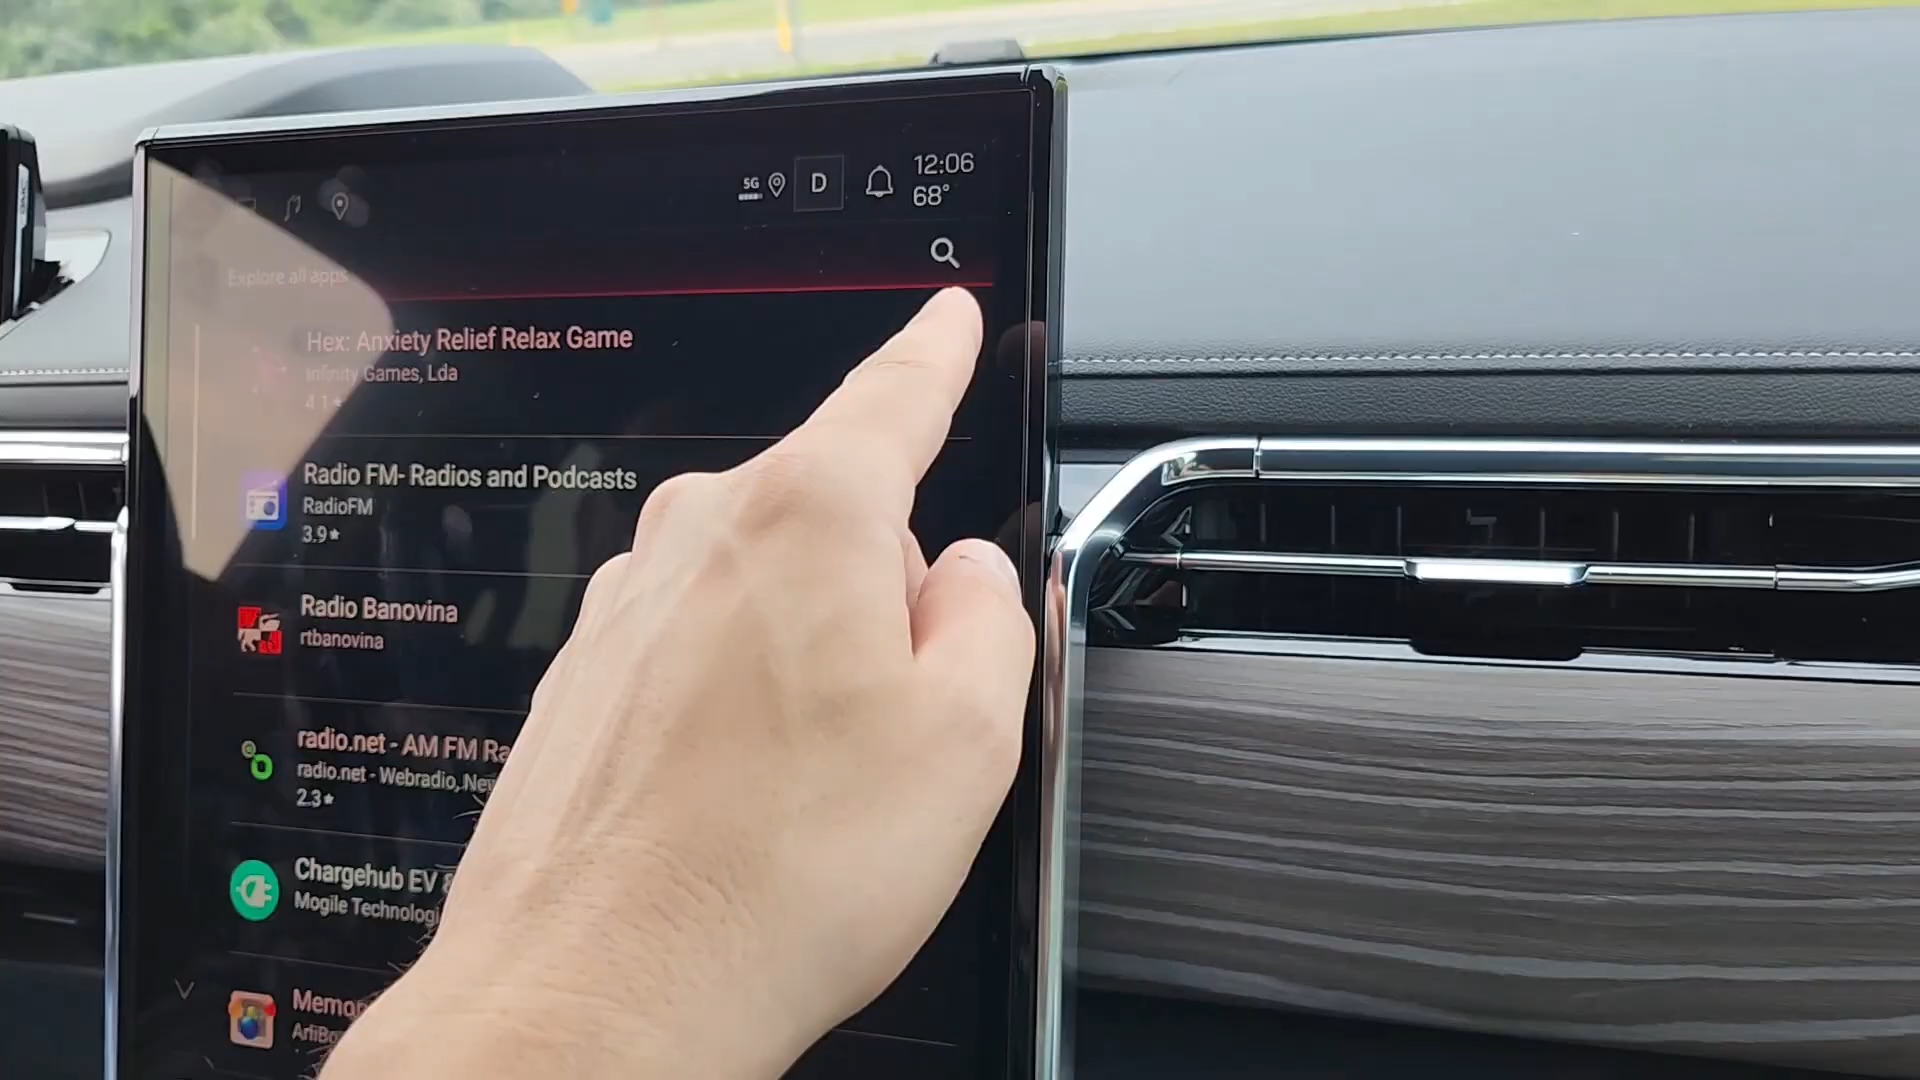 5G
D
12:06
68°
Explore all apps
Hex: Anxiety Relief Relax Game
Infinity Games, Lda
4.1★
Radio FM- Radios and Podcasts
RadioFM
3.9★
Radio Banovina
rtbanovina
radio.net - AM FM Ra
radio.net - Webradio, New
2.3★
Chargehub EV &
Mogile Technologi
Memo